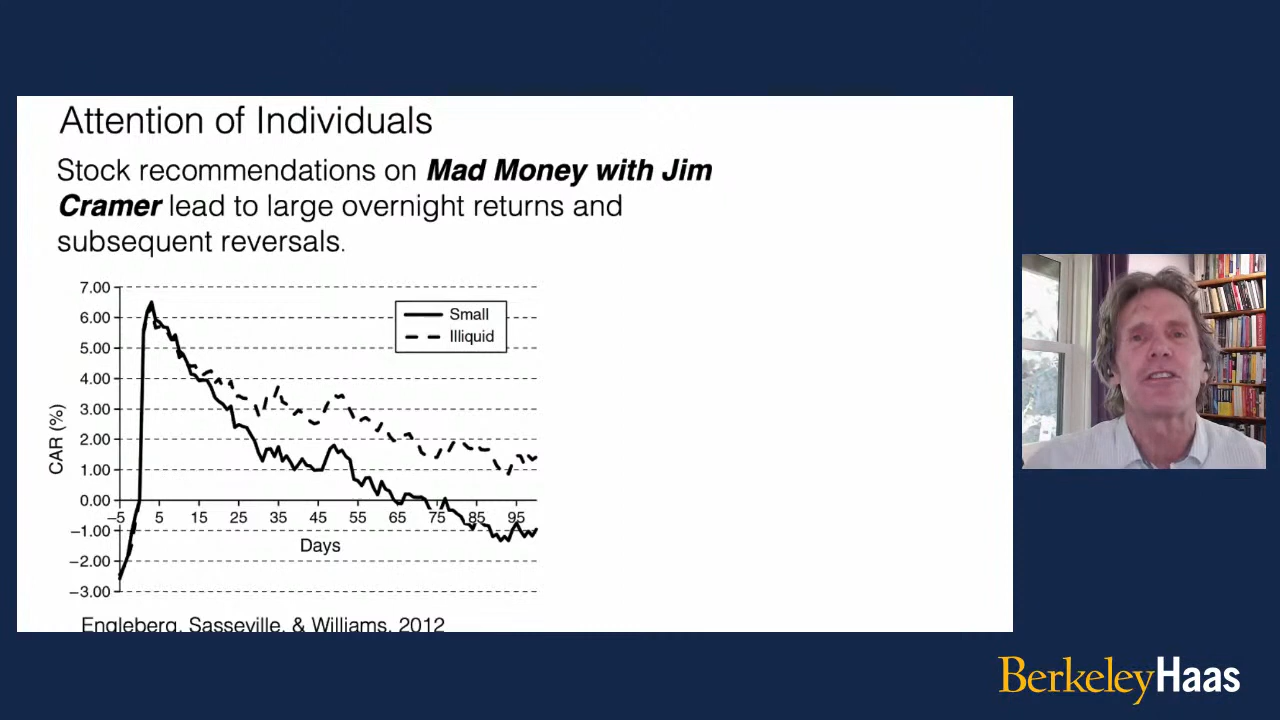 Attention of Individuals
Stock recommendations on Mad Money with Jim
Cramer lead to large overnight returns and
subsequent reversals.
7.00
6.00
5.00
4.00
3.00
2.00
1.00
0.00
−1.00
−2.00
−3.00
CAR (%)
Small
Illiquid
−5 5 15 25 35 45 55 65 75 85 95
Days
Engleberg, Sasseville, & Williams, 2012
BerkeleyHaas